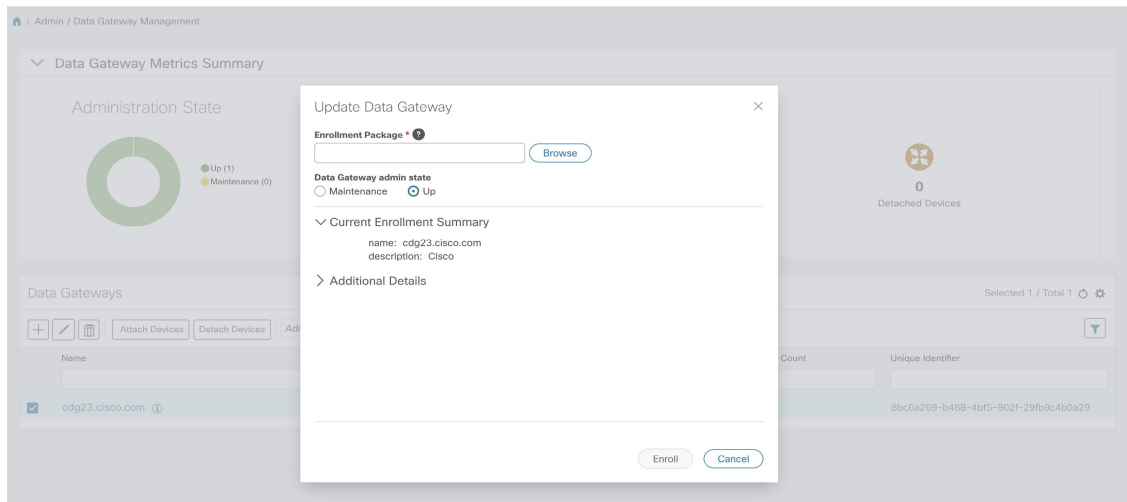 / Admin / Data Gateway Management
Data Gateway Metrics Summary
Administration State
Up (1)
Maintenance (0)
0
Detached Devices
Update Data Gateway
Enrollment Package * ?
Browse
Data Gateway admin state
Maintenance Up
Current Enrollment Summary
name: cdg23.cisco.com
description: Cisco
Additional Details
Enroll Cancel
Data Gateways Selected 1 / Total 1
Attach Devices Detach Devices
Name Count Unique Identifier
cdg23.cisco.com 8bc6a269-b488-4bf5-902f-29fb9c4b0a29